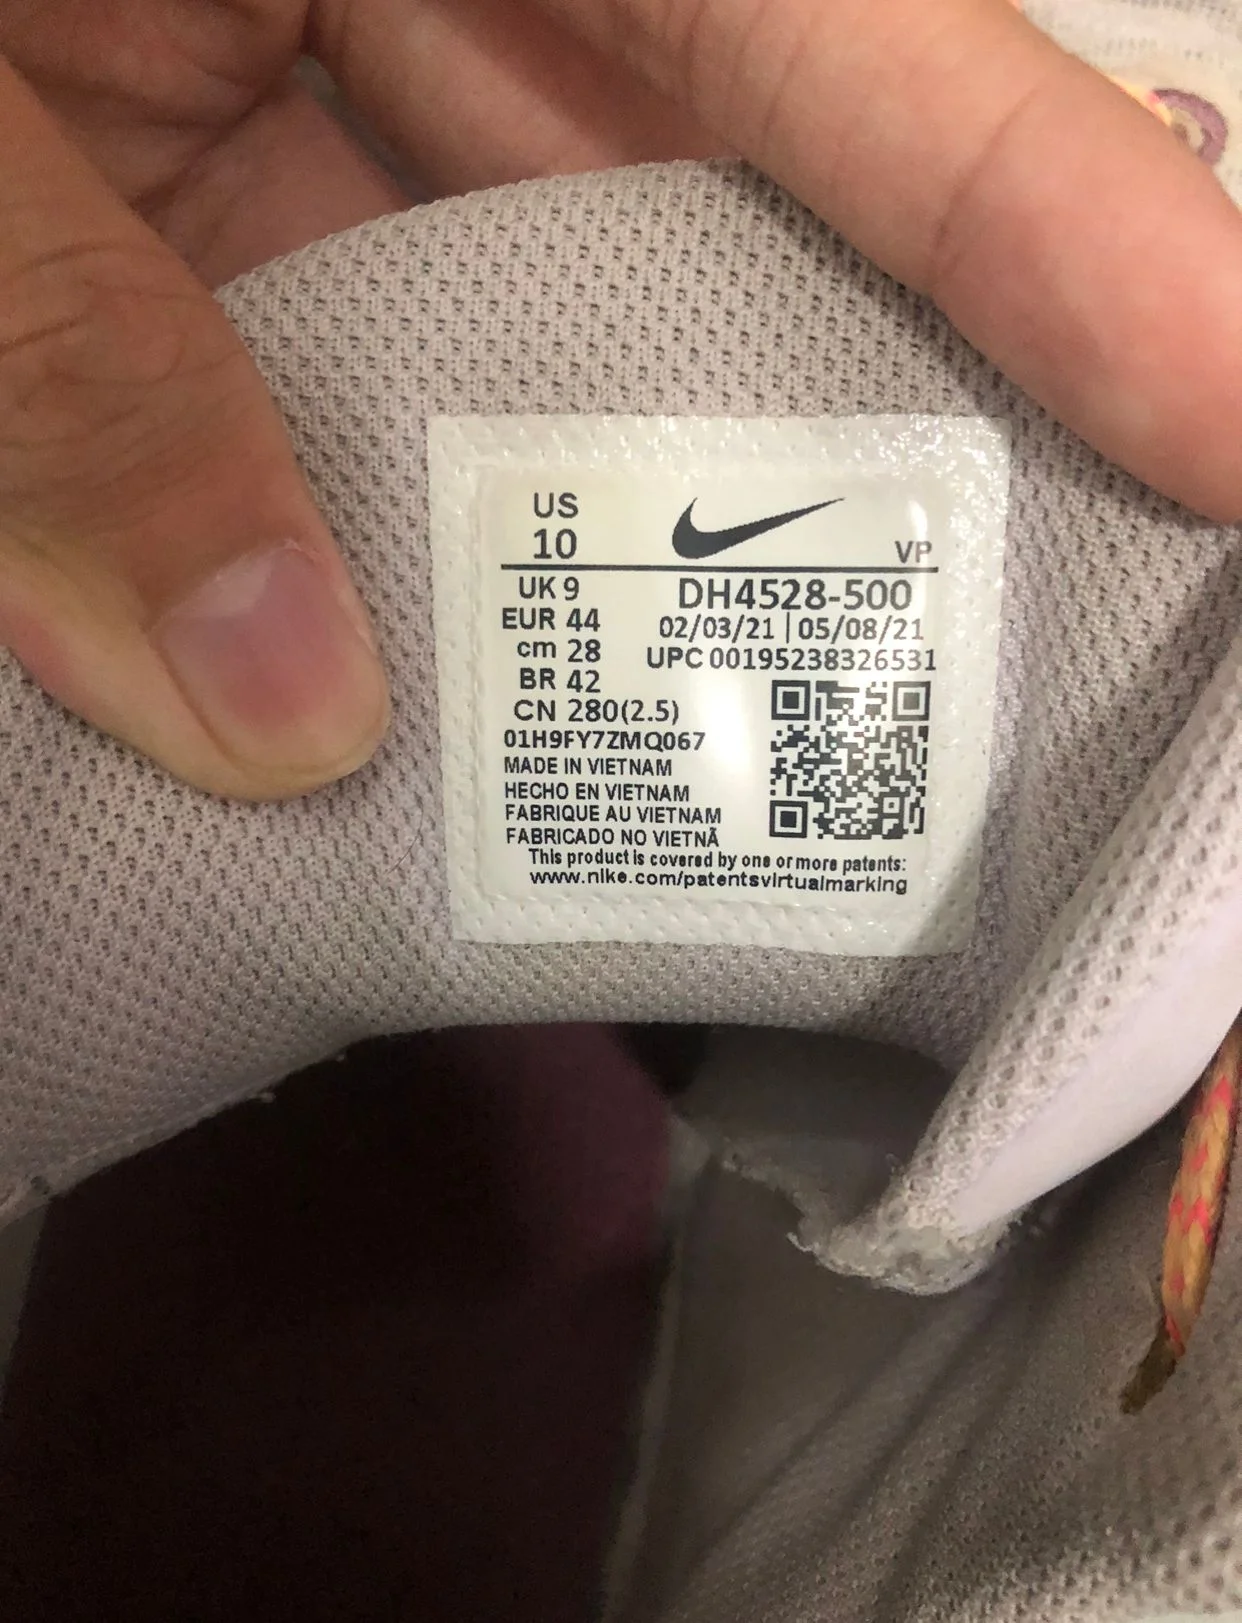 US
10
VP
UK 9
EUR 44
cm 28
BR 42
CN 280(2.5)
DH4528-500
02/03/21 | 05/08/21
UPC 00195238326531
01H9FY7ZMQ067
MADE IN VIETNAM
HECHO EN VIETNAM
FABRIQUE AU VIETNAM
FABRICADO NO VIETNÃ
This product is covered by one or more patents:
www.nike.com/patentsvirtualmarking